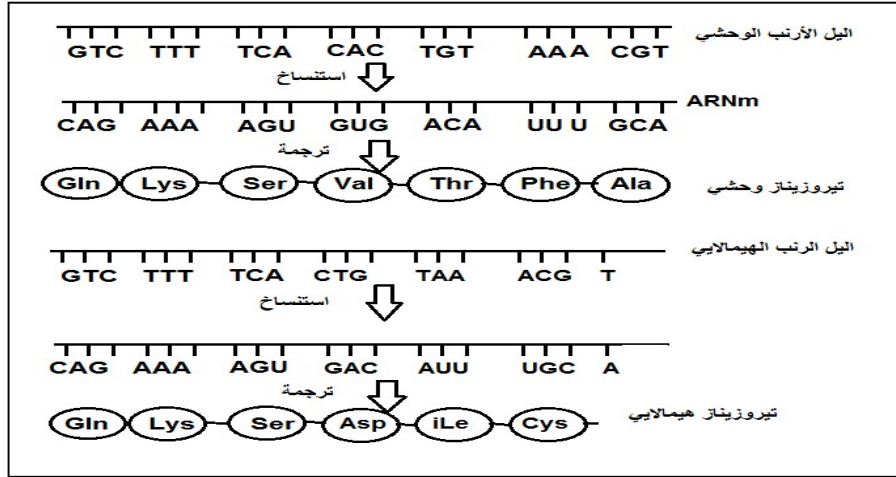 GTC TTT TCA CAC TGT AAA CGT اليل الأرنب الوحشي
استنساخ
CAG AAA AGU GUG ACA UU U GCA ARNm
ترجمة
Gln Lys Ser Val Thr Phe Ala تيروزيناز وحشي
اليل الرنب الهيمالايي
GTC TTT TCA CTG TAA ACG T
استنساخ
CAG AAA AGU GAC AUU UGC A
ترجمة
Gln Lys Ser Asp iLe Cys تيروزيناز هيمالايي